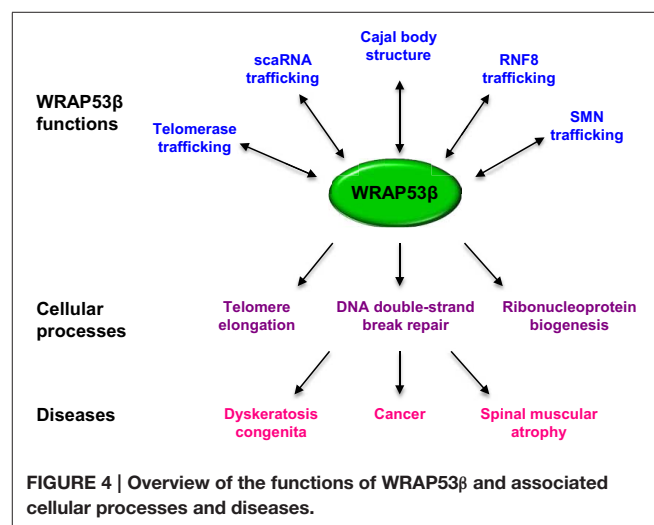 Cajal body
structure
scaRNA
trafficking
RNF8
trafficking
WRAP53β
functions
Telomerase
trafficking
SMN
trafficking
WRAP53β
Cellular
processes
Telomere
elongation
DNA double-strand
break repair
Ribonucleoprotein
biogenesis
Diseases
Dyskeratosis
congenita
Cancer
Spinal muscular
atrophy
FIGURE 4 | Overview of the functions of WRAP53β and associated
cellular processes and diseases.